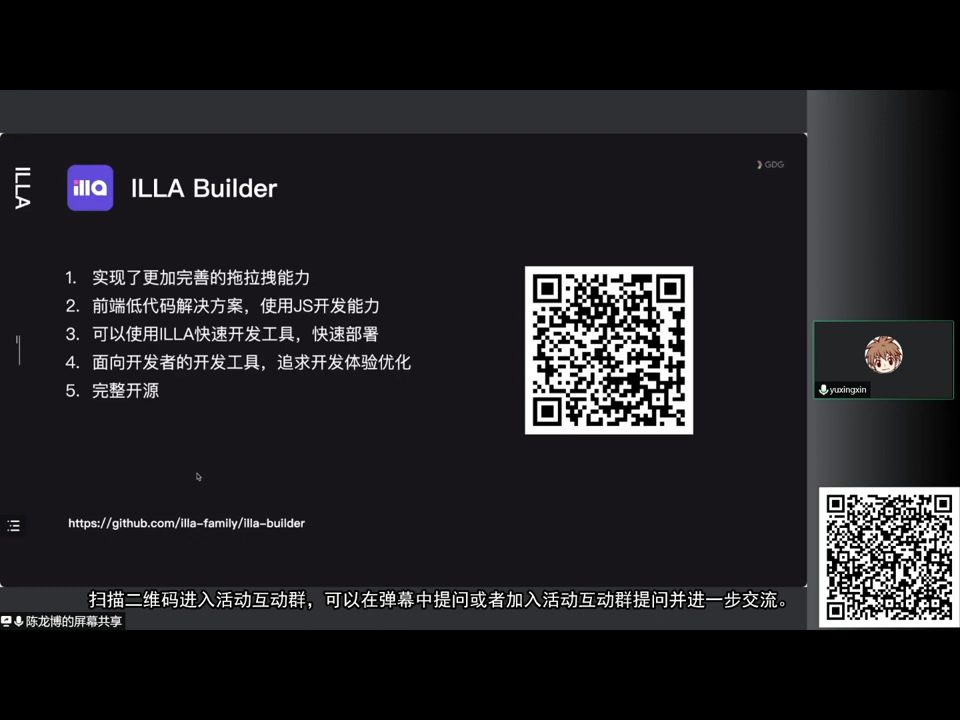 ILLA
illa
ILLA Builder
GDG
1. 实现了更加完善的拖拉拽能力
2. 前端低代码解决方案，使用JS开发能力
3. 可以使用ILLA快速开发工具，快速部署
4. 面向开发者的开发工具，追求开发体验优化
5. 完整开源
yuxingxin
https://github.com/illa-family/illa-builder
扫描二维码进入活动互动群，可以在弹幕中提问或者加入活动互动群提问并进一步交流。
陈龙博的屏幕共享